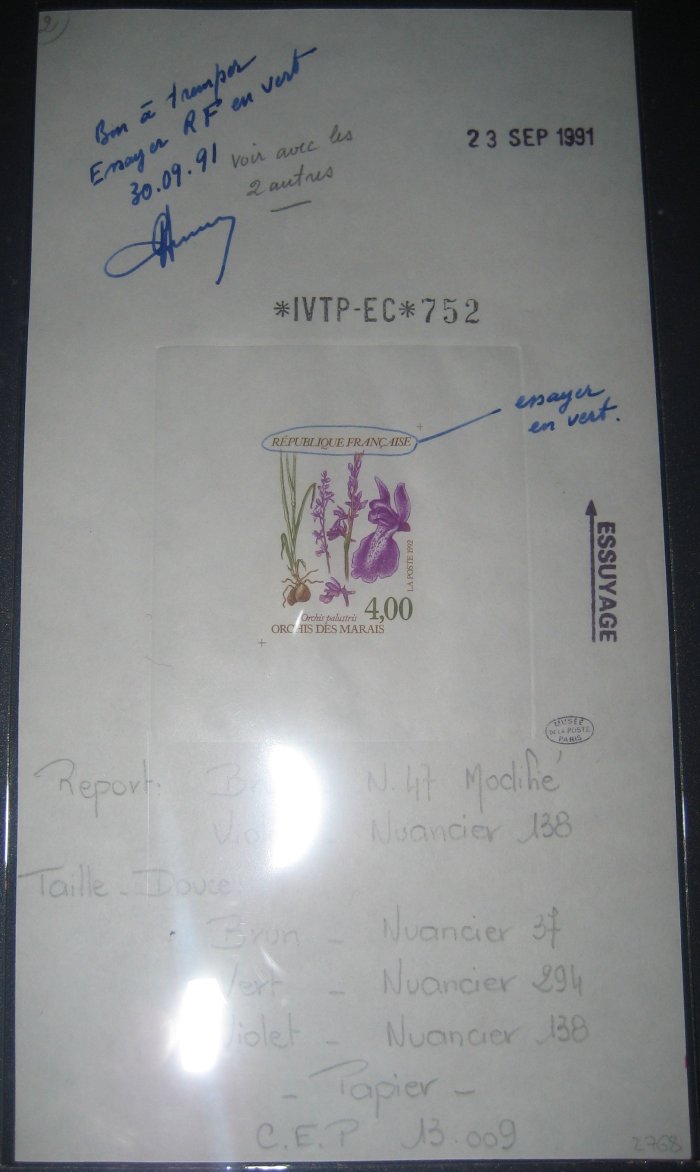 2
Bon à tremper
Essayer RF en vert
30.09.91
voir avec les
2 autres
23 SEP 1991
*IVTP-EC*752
essayer
en vert.
RÉPUBLIQUE FRANÇAISE
LA POSTE 1992
4,00
Orchis palustris
ORCHIS DES MARAIS
ESSUYAGE
MUSÉE
DE LA POSTE
PARIS
Report: N.47 Modifié
Nuancier 138
Taille-Douce:
Brun - Nuancier 37
Vert - Nuancier 294
Violet - Nuancier 138
- Papier -
C.E.P 13.009
2768